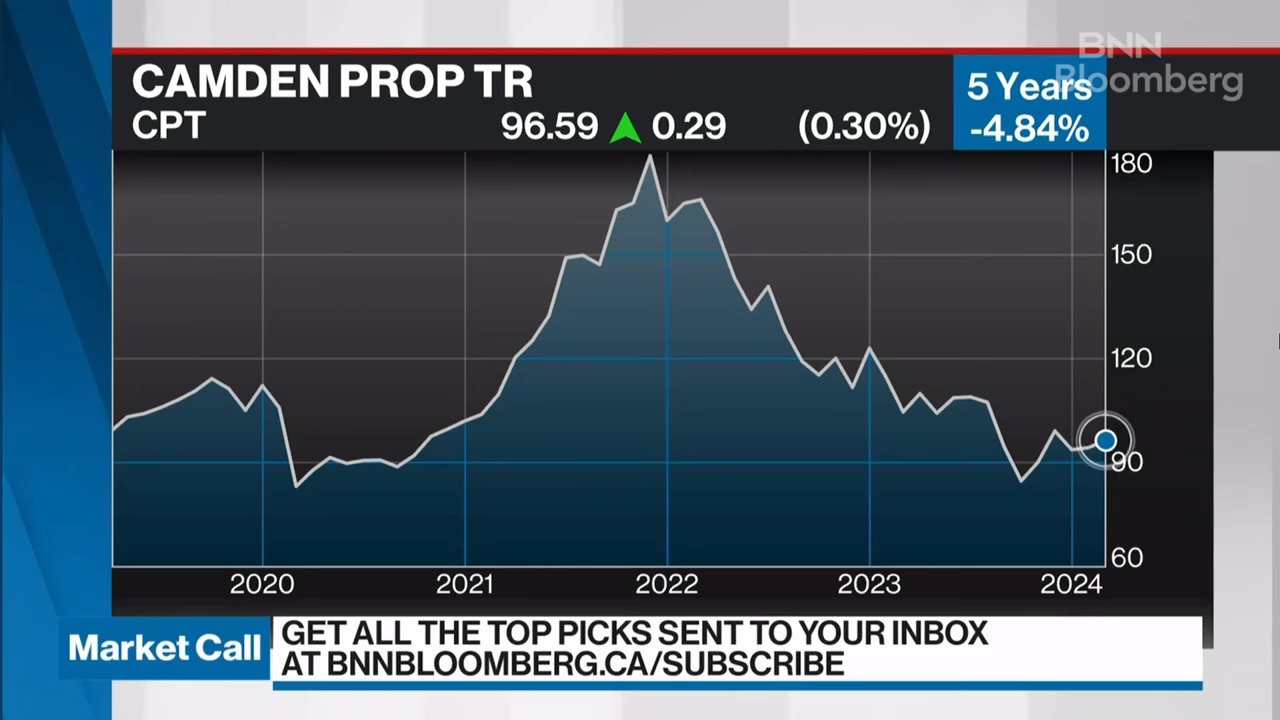 BNN
Bloomberg
CAMDEN PROP TR
CPT 96.59 ▲ 0.29 (0.30%)
5 Years
-4.84%
180
150
120
90
60
2020 2021 2022 2023 2024
Market Call
GET ALL THE TOP PICKS SENT TO YOUR INBOX
AT BNNBLOOMBERG.CA/SUBSCRIBE